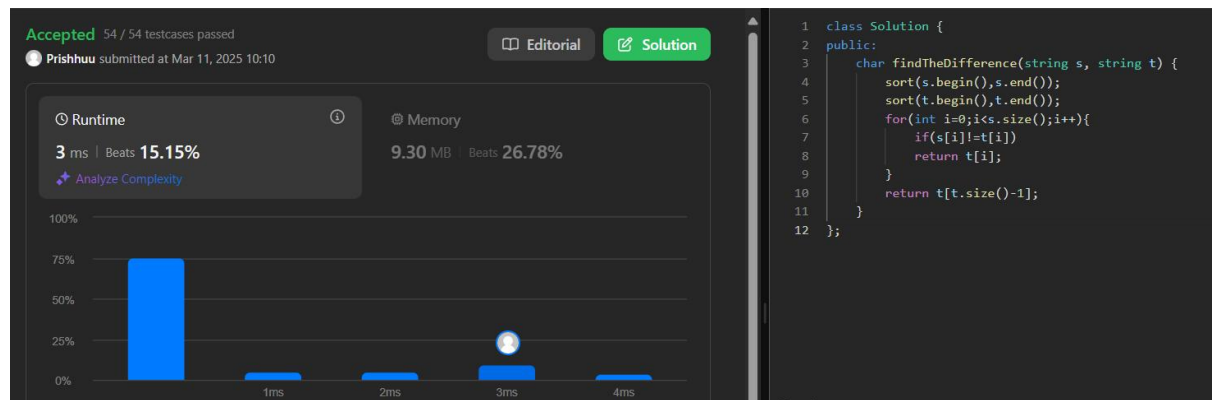 Accepted 54 / 54 testcases passed
Prishhuu submitted at Mar 11, 2025 10:10
Editorial
Solution
Runtime
3 ms | Beats 15.15%
Analyze Complexity
Memory
9.30 MB | Beats 26.78%
100%
75%
50%
25%
0%
1ms 2ms 3ms 4ms
1 class Solution {
2 public:
3     char findTheDifference(string s, string t) {
4         sort(s.begin(),s.end());
5         sort(t.begin(),t.end());
6         for(int i=0;i<s.size();i++){
7             if(s[i]!=t[i])
8             return t[i];
9         }
10         return t[t.size()-1];
11     }
12 };